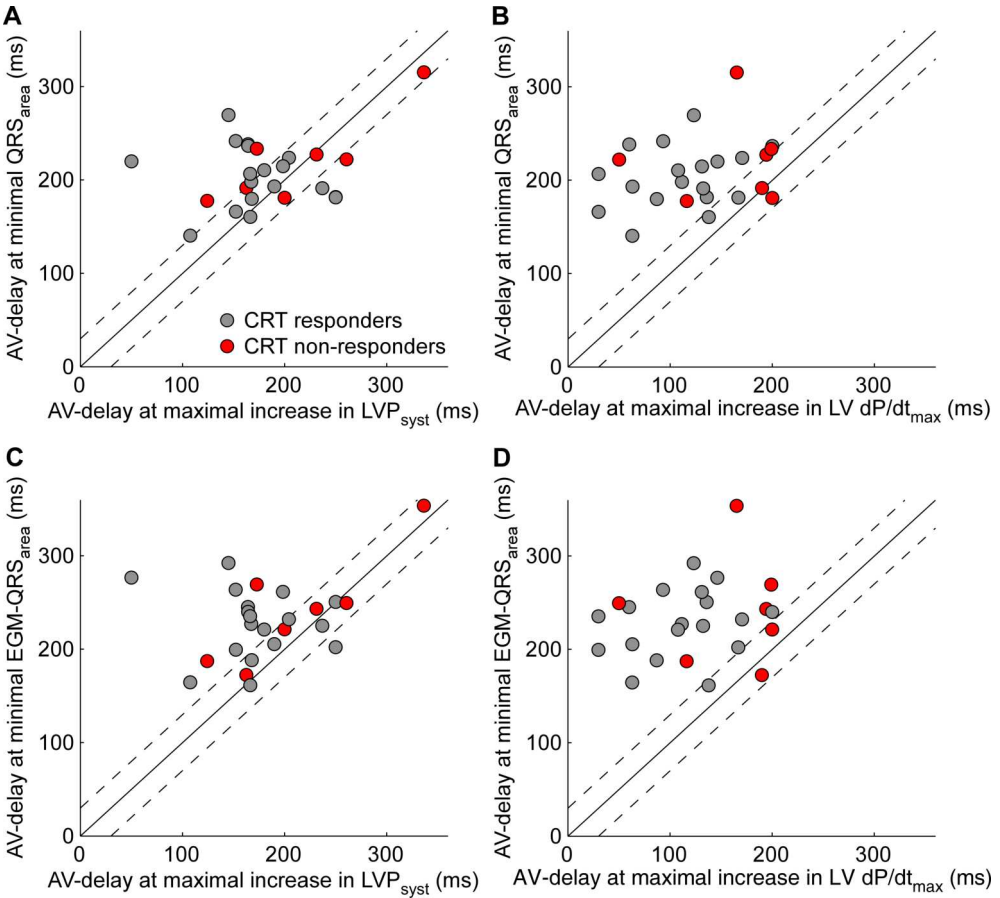 A
B
AV-delay at minimal QRSarea (ms)
300
200
100
0
CRT responders
CRT non-responders
0 100 200 300
AV-delay at maximal increase in LVPsyst (ms)
AV-delay at minimal QRSarea (ms)
300
200
100
0
0 100 200 300
AV-delay at maximal increase in LV dP/dtmax (ms)
C
D
AV-delay at minimal EGM-QRSarea (ms)
300
200
100
0
0 100 200 300
AV-delay at maximal increase in LVPsyst (ms)
AV-delay at minimal EGM-QRSarea (ms)
300
200
100
0
0 100 200 300
AV-delay at maximal increase in LV dP/dtmax (ms)